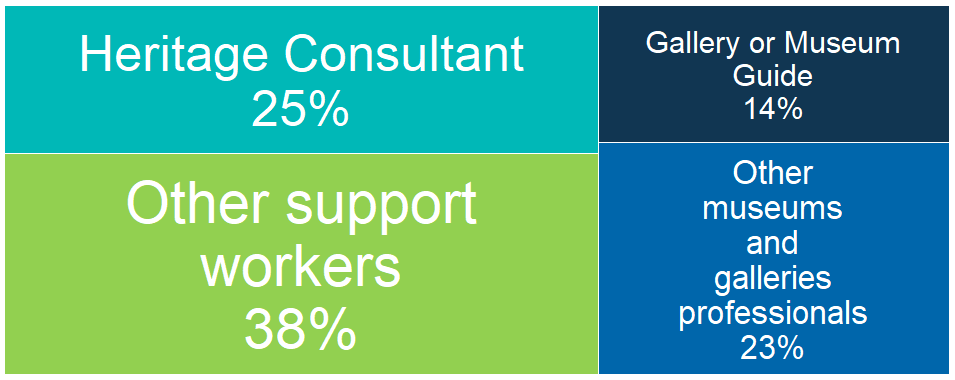 Heritage Consultant
25%
Gallery or Museum
Guide
14%
Other support
workers
38%
Other
museums
and
galleries
professionals
23%